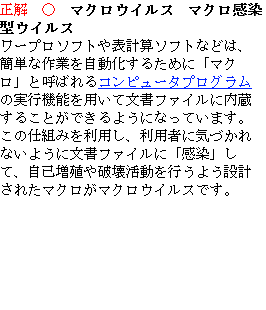 正解　○　マクロウイルス　マクロ感染
型ウイルス
ワープロソフトや表計算ソフトなどは、
簡単な作業を自動化するために「マク
ロ」と呼ばれるコンピュータプログラム
の実行機能を用いて文書ファイルに内蔵
することができるようになっています。
この仕組みを利用し、利用者に気づかれ
ないように文書ファイルに「感染」し
て、自己増殖や破壊活動を行うよう設計
されたマクロがマクロウイルスです。